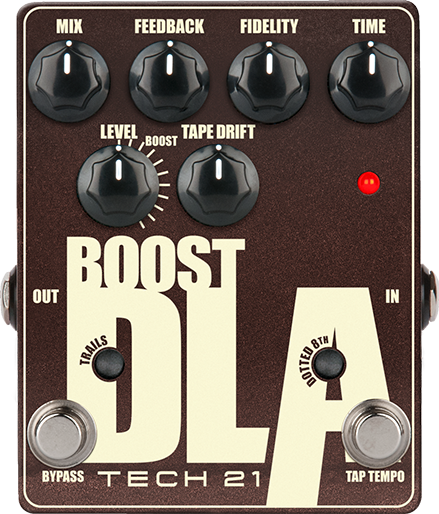 MIX FEEDBACK FIDELITY TIME
LEVEL BOOST TAPE DRIFT
BOOST
OUT IN
DLA
TRAILS DOTTED 8TH
BYPASS TECH 21 TAP TEMPO